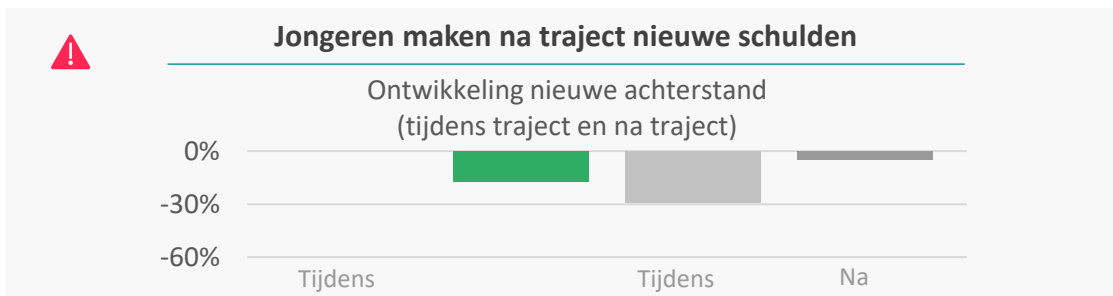 Jongeren maken na traject nieuwe schulden
Ontwikkeling nieuwe achterstand
(tijdens traject en na traject)
0%
-30%
-60%
Tijdens
Tijdens
Na